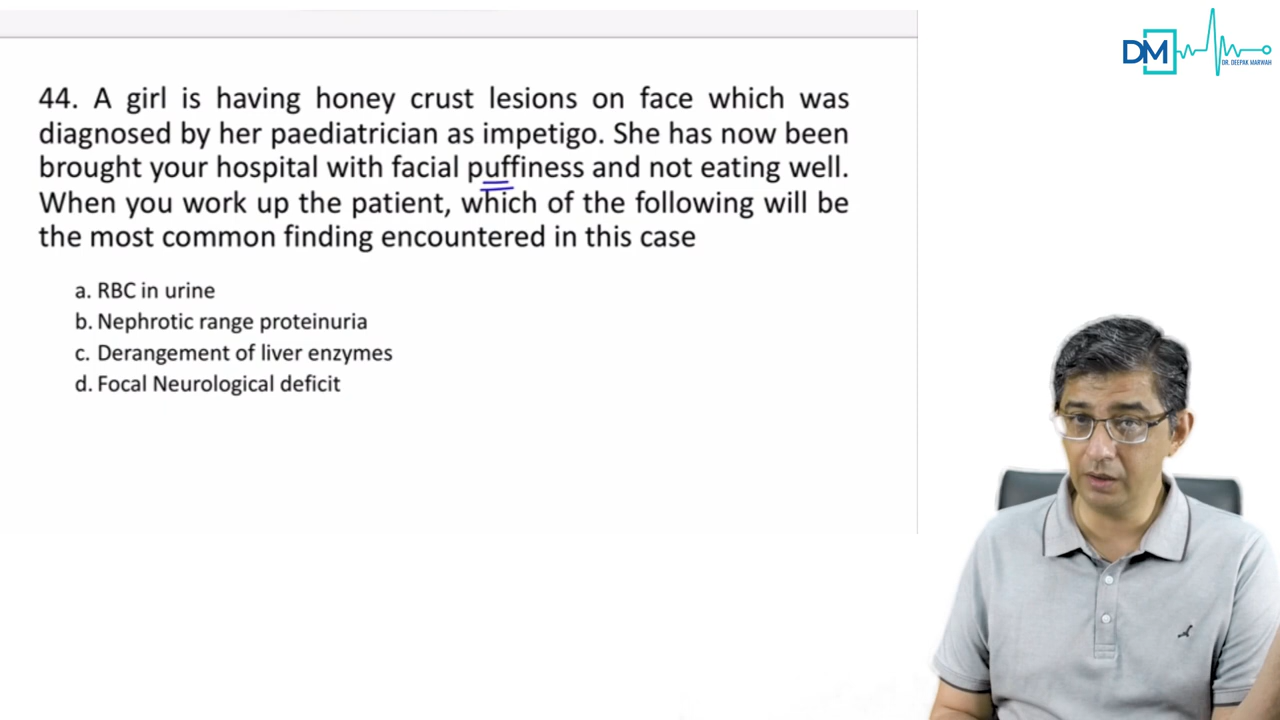 DM
DR. DEEPAK MARWAH
44. A girl is having honey crust lesions on face which was
diagnosed by her paediatrician as impetigo. She has now been
brought your hospital with facial puffiness and not eating well.
When you work up the patient, which of the following will be
the most common finding encountered in this case
a. RBC in urine
b. Nephrotic range proteinuria
c. Derangement of liver enzymes
d. Focal Neurological deficit